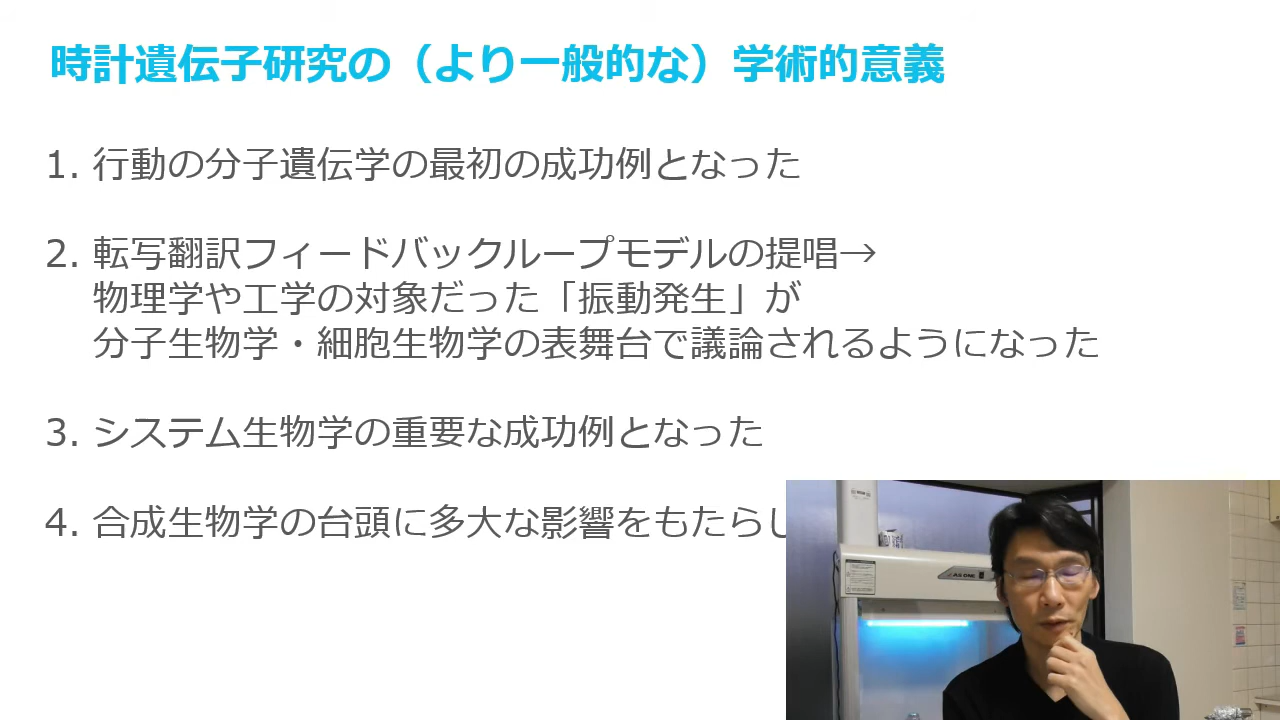 時計遺伝子研究の（より一般的な）学術的意義
1. 行動の分子遺伝学の最初の成功例となった
2. 転写翻訳フィードバックループモデルの提唱→
物理学や工学の対象だった「振動発生」が
分子生物学・細胞生物学の表舞台で議論されるようになった
3. システム生物学の重要な成功例となった
4. 合成生物学の台頭に多大な影響をもたらし
AS ONE